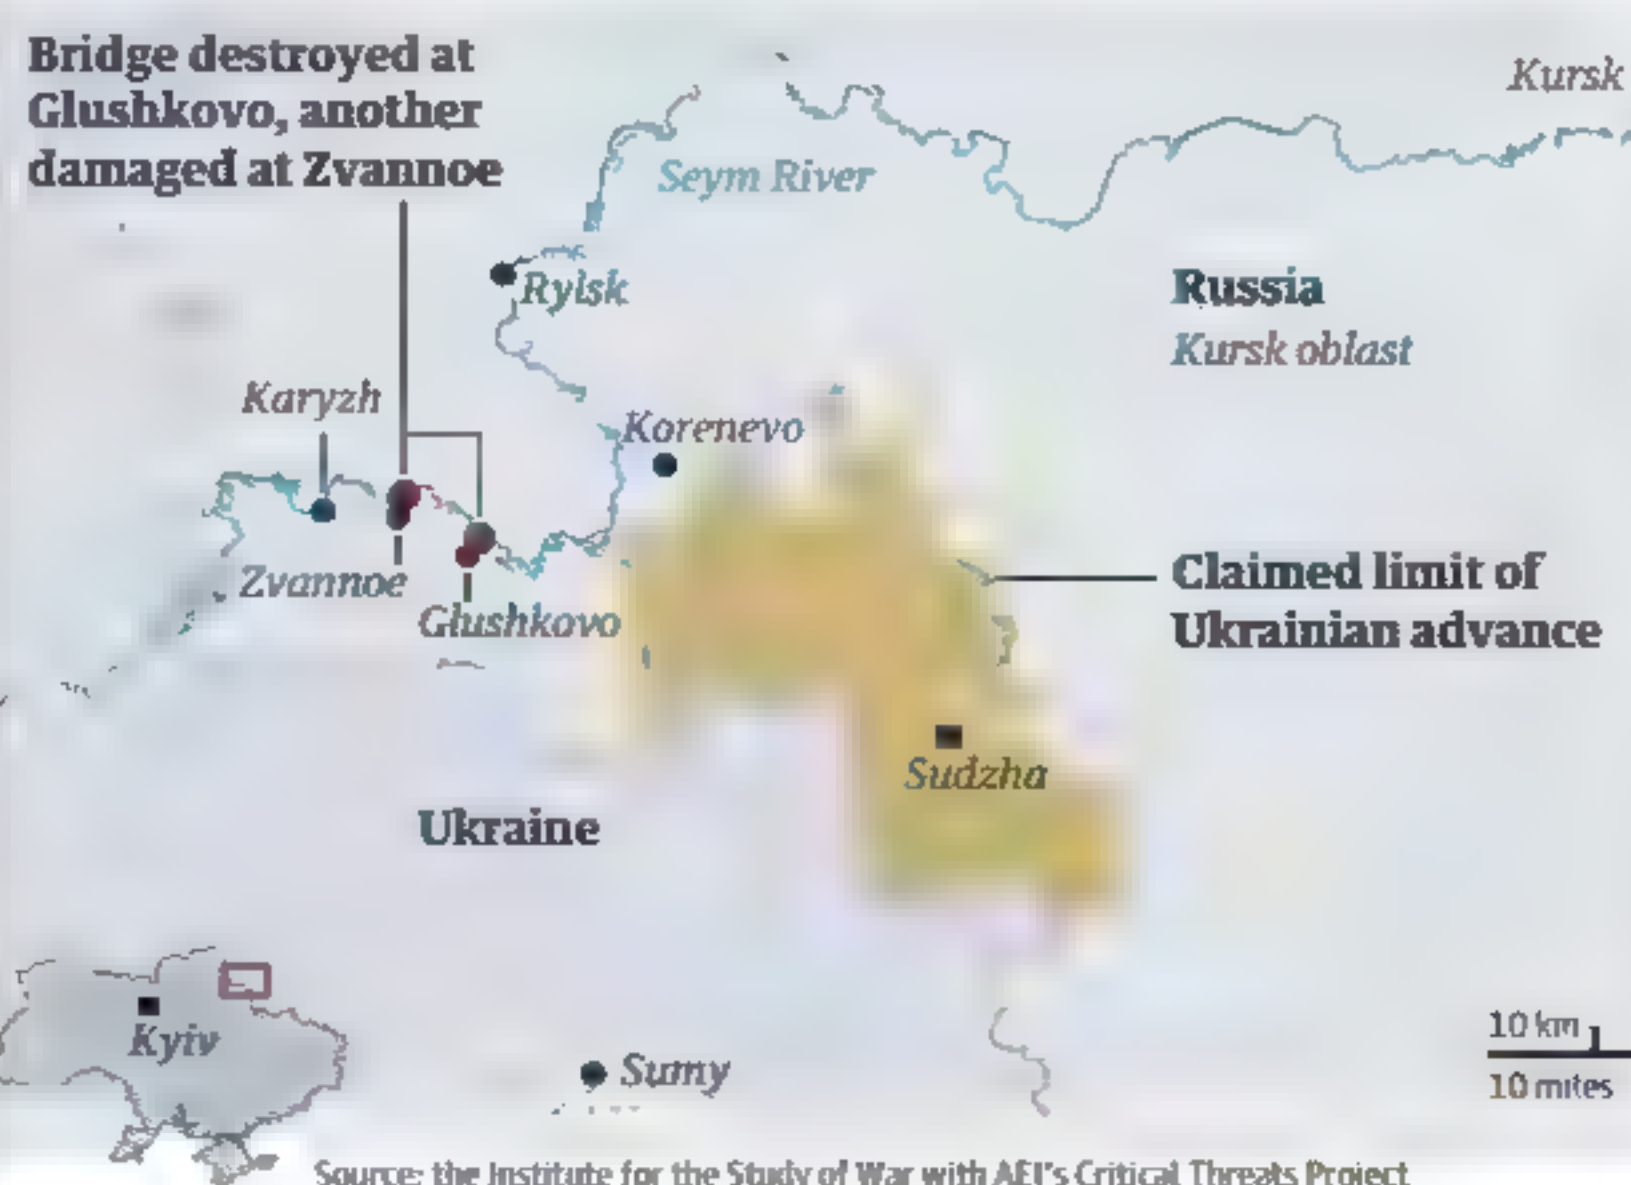 Bridge destroyed at
Glushkovo, another
damaged at Zvannoe
Kursk
Seym River
Rylsk
Russia
Kursk oblast
Karyzh
Korenevo
Zvannoe
Glushkovo
Claimed limit of
Ukrainian advance
Sudzha
Ukraine
Kyiv
Sumy
10 km
10 miles
Source: the Institute for the Study of War with AEI's Critical Threats Project